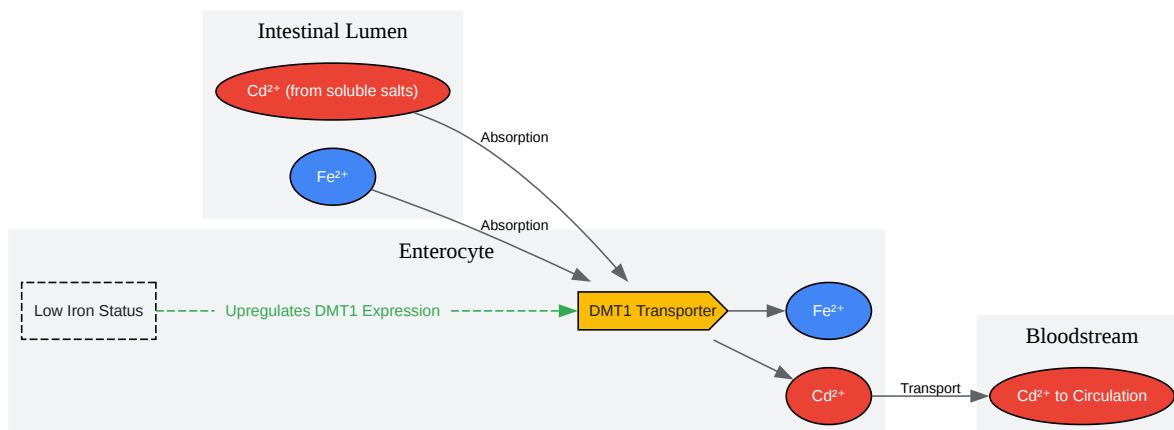 Intestinal Lumen
Cd²⁺ (from soluble salts)
Absorption
Fe²⁺
Absorption
Enterocyte
Low Iron Status
Upregulates DMT1 Expression
DMT1 Transporter
Fe²⁺
Bloodstream
Cd²⁺
Transport
Cd²⁺ to Circulation